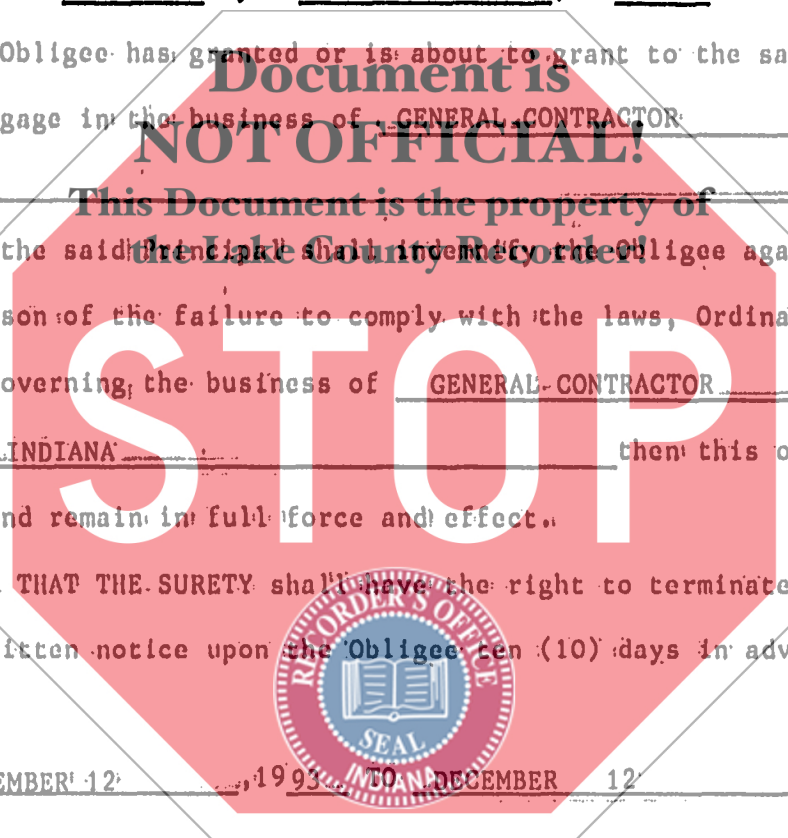 Obligee has granted or is about to grant to the sa
Document is
gage in the business of GENERAL CONTRACTOR
NOT OFFICIAL!
This Document is the property of
the Lake County Recorder!
the said Principal shall indemnify the Obligee aga
son of the failure to comply with the laws, Ordina
overning the business of GENERAL CONTRACTOR
STOP
INDIANA then this o
nd remain in full force and effect.
THAT THE SURETY shall have the right to terminate
RECORDER'S OFFICE
itten notice upon the Obligee ten (10) days in adv
SEAL
INDIANA
EMBER 12 ,19 93 TO DECEMBER 12